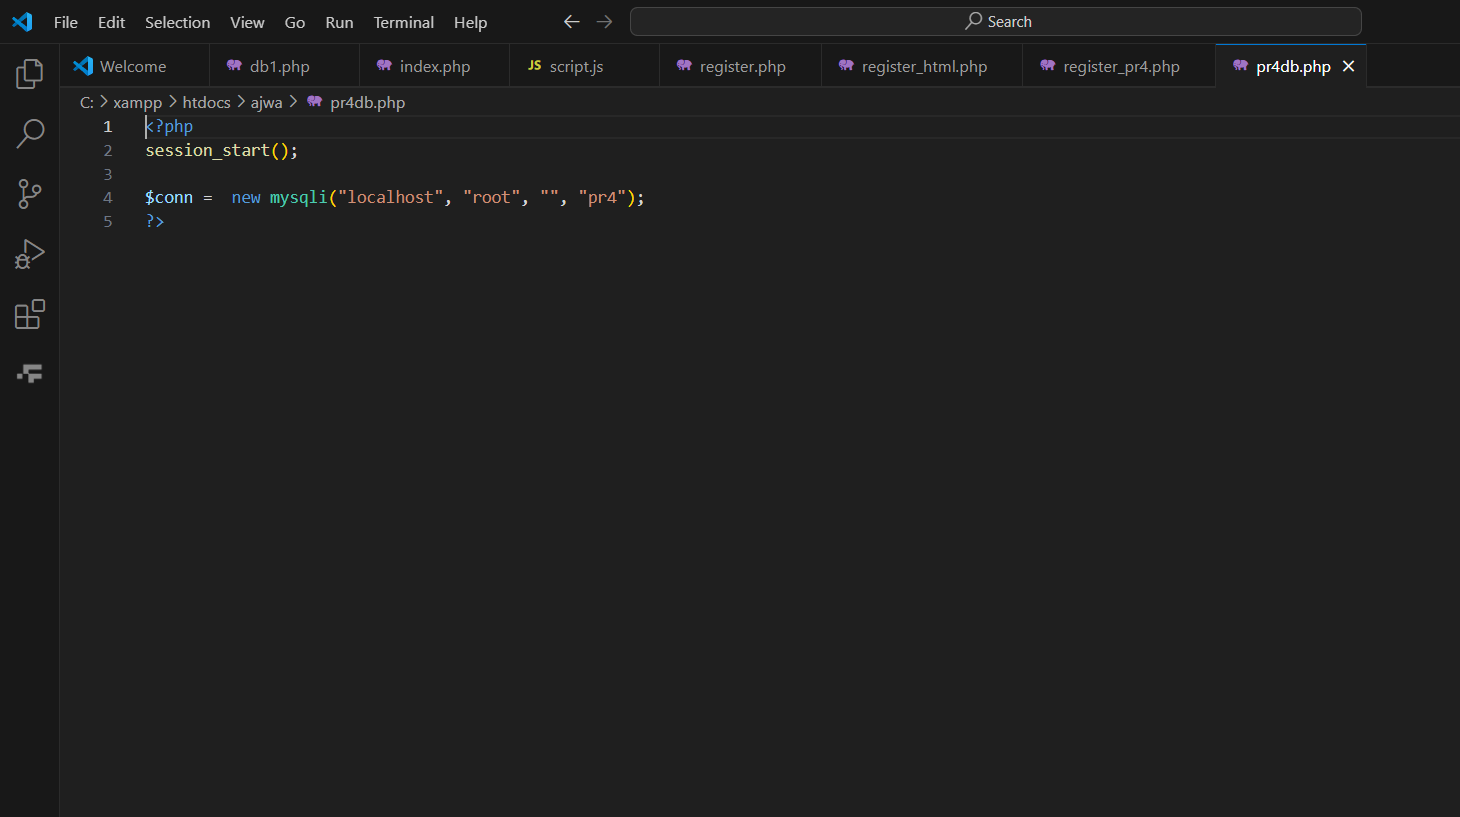 File Edit Selection View Go Run Terminal Help Search
Welcome db1.php index.php JS script.js register.php register_html.php register_pr4.php pr4db.php
C: xampp htdocs ajwa pr4db.php
1 <?php
2 session_start();
3
4 $conn =  new mysqli("localhost", "root", "", "pr4");
5 ?>